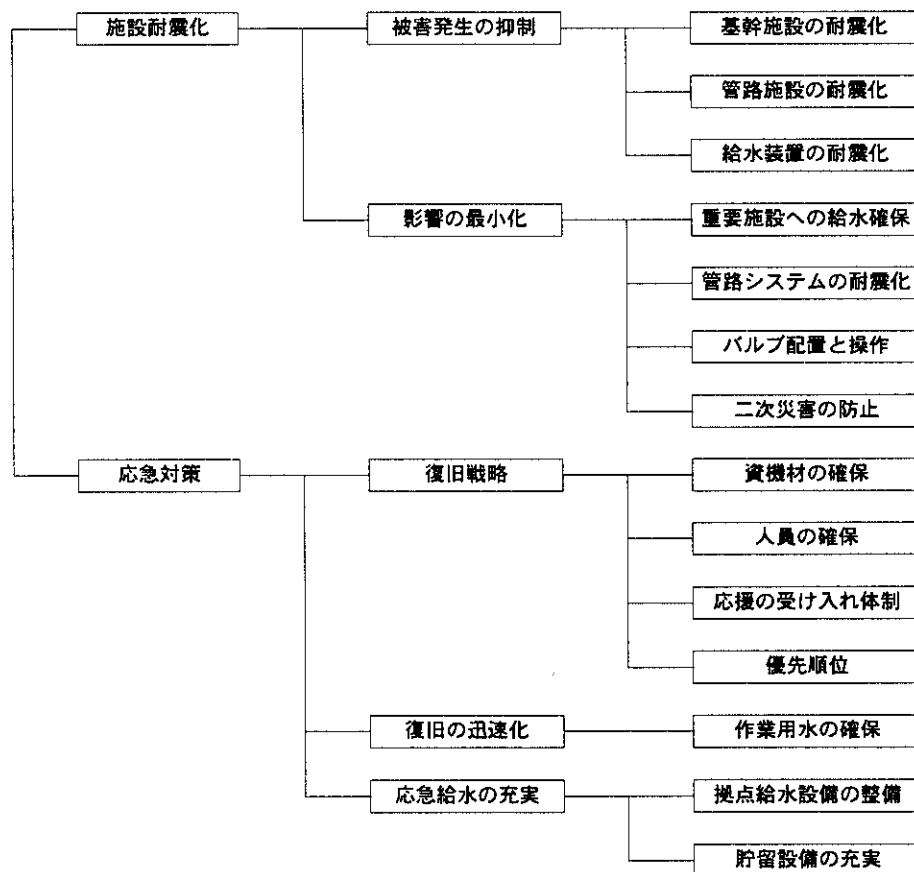 施設耐震化
被害発生の抑制
基幹施設の耐震化
管路施設の耐震化
給水装置の耐震化
影響の最小化
重要施設への給水確保
管路システムの耐震化
バルブ配置と操作
二次災害の防止
応急対策
復旧戦略
資機材の確保
人員の確保
応援の受け入れ体制
優先順位
復旧の迅速化
作業用水の確保
応急給水の充実
拠点給水設備の整備
貯留設備の充実